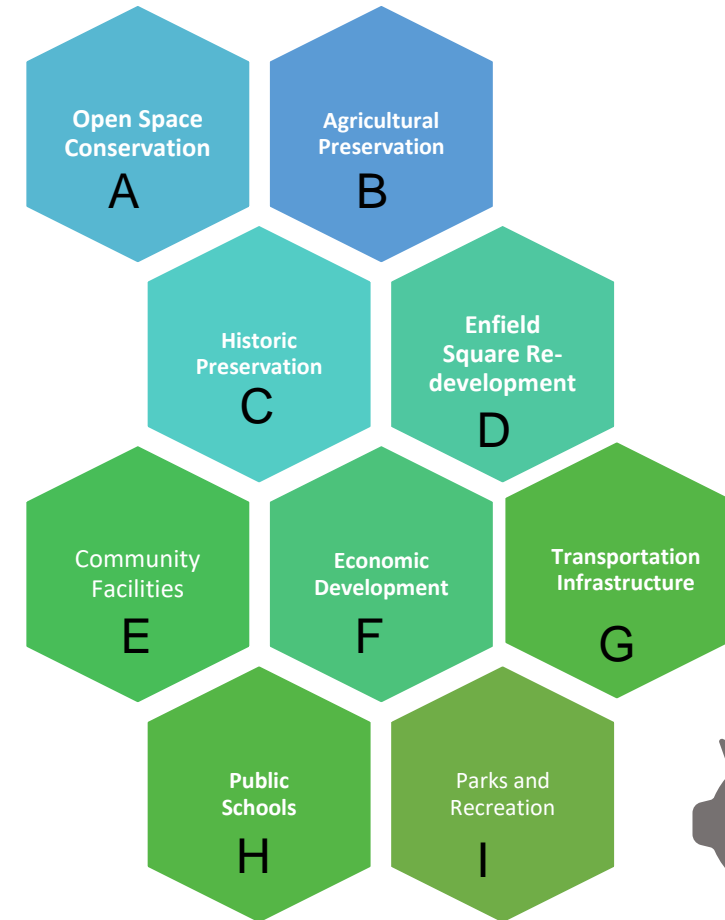 Open Space
Conservation
A
Agricultural
Preservation
B
Historic
Preservation
C
Enfield
Square Re-
development
D
Community
Facilities
E
Economic
Development
F
Transportation
Infrastructure
G
Public
Schools
H
Parks and
Recreation
I